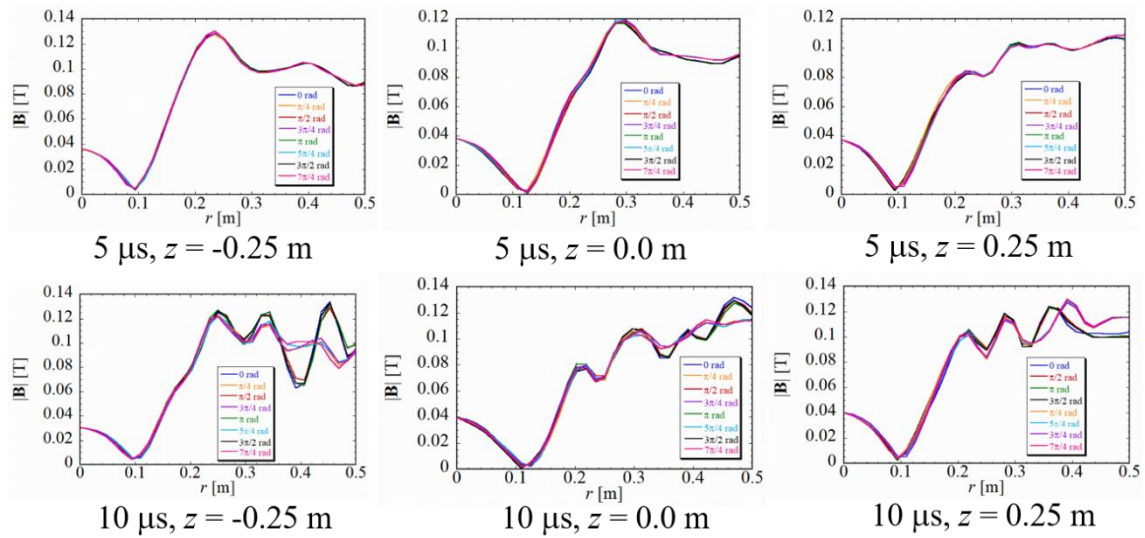 0.14
0.12
0.1
0.08
0.06
0.04
0.02
0
|B| [T]
0 rad
π/4 rad
π/2 rad
3π/4 rad
π rad
5π/4 rad
3π/2 rad
7π/4 rad
0 0.1 0.2 0.3 0.4 0.5
r [m]
5 μs, z = -0.25 m
0.12
0.1
0.08
0.06
0.04
0.02
0
|B| [T]
0 rad
π/4 rad
π/2 rad
3π/4 rad
π rad
5π/4 rad
3π/2 rad
7π/4 rad
0 0.1 0.2 0.3 0.4 0.5
r [m]
5 μs, z = 0.0 m
0.12
0.1
0.08
0.06
0.04
0.02
0
|B| [T]
0 rad
π/4 rad
π/2 rad
3π/4 rad
π rad
5π/4 rad
3π/2 rad
7π/4 rad
0 0.1 0.2 0.3 0.4 0.5
r [m]
5 μs, z = 0.25 m
0.14
0.12
0.1
0.08
0.06
0.04
0.02
0
|B| [T]
0 rad
π/4 rad
π/2 rad
3π/4 rad
π rad
5π/4 rad
3π/2 rad
7π/4 rad
0 0.1 0.2 0.3 0.4 0.5
r [m]
10 μs, z = -0.25 m
0.14
0.12
0.1
0.08
0.06
0.04
0.02
0
|B| [T]
0 rad
π/4 rad
π/2 rad
3π/4 rad
π rad
5π/4 rad
3π/2 rad
7π/4 rad
0 0.1 0.2 0.3 0.4 0.5
r [m]
10 μs, z = 0.0 m
0.14
0.12
0.1
0.08
0.06
0.04
0.02
0
|B| [T]
0 rad
π/2 rad
π rad
3π/2 rad
π/4 rad
5π/4 rad
3π/4 rad
7π/4 rad
0 0.1 0.2 0.3 0.4 0.5
r [m]
10 μs, z = 0.25 m